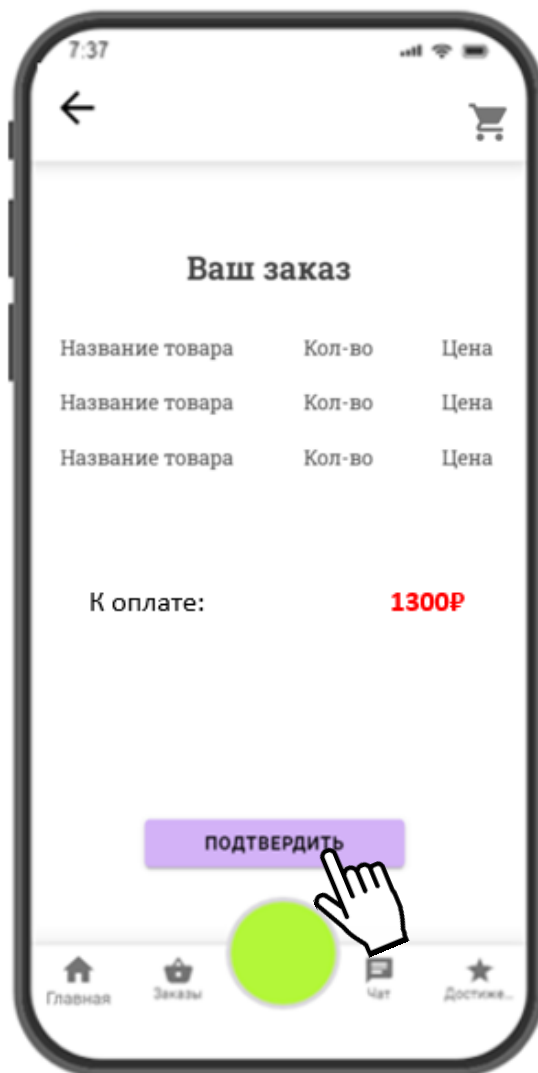 7:37
Ваш заказ
Название товара Кол-во Цена
Название товара Кол-во Цена
Название товара Кол-во Цена
К оплате: 1300₽
ПОДТВЕРДИТЬ
Главная Заказы Чат Достиже...